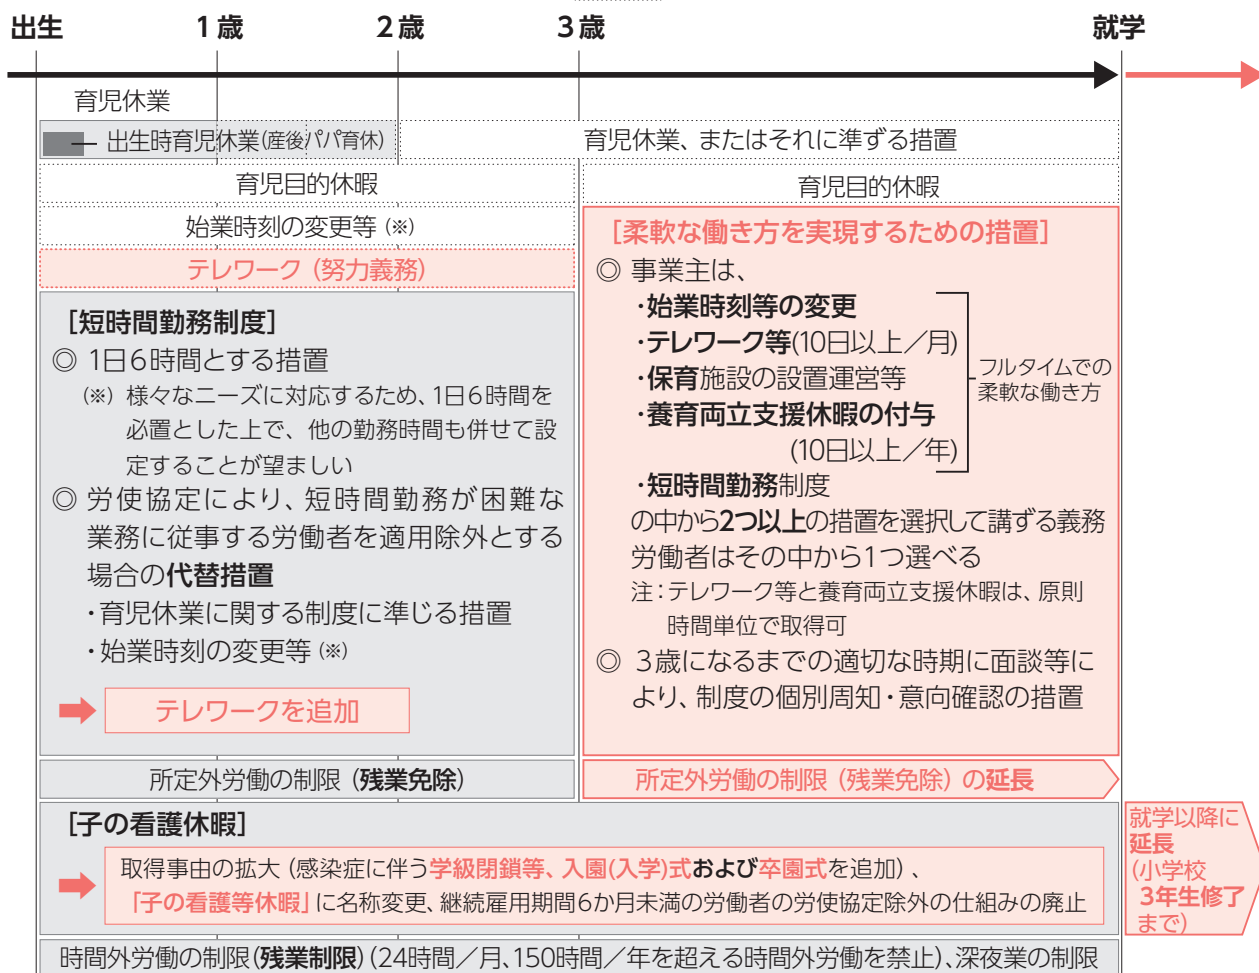 出生 1歳 2歳 3歳 就学
育児休業
出生時育児休業(産後パパ育休)
育児休業、またはそれに準ずる措置
育児目的休暇
育児目的休暇
始業時刻の変更等(※)
テレワーク(努力義務)
[短時間勤務制度]
◎ 1日6時間とする措置
(※) 様々なニーズに対応するため、1日6時間を
必置とした上で、他の勤務時間も併せて設
定することが望ましい
◎ 労使協定により、短時間勤務が困難な
業務に従事する労働者を適用除外とする
場合の代替措置
・育児休業に関する制度に準じる措置
・始業時刻の変更等(※)
テレワークを追加
[柔軟な働き方を実現するための措置]
◎ 事業主は、
・始業時刻等の変更
・テレワーク等(10日以上/月)
・保育施設の設置運営等
・養育両立支援休暇の付与
(10日以上/年)
フルタイムでの
柔軟な働き方
・短時間勤務制度
の中から2つ以上の措置を選択して講ずる義務
労働者はその中から1つ選べる
注:テレワーク等と養育両立支援休暇は、原則
時間単位で取得可
◎ 3歳になるまでの適切な時期に面談等に
より、制度の個別周知・意向確認の措置
所定外労働の制限(残業免除)
所定外労働の制限(残業免除)の延長
[子の看護休暇]
取得事由の拡大(感染症に伴う学級閉鎖等、入園(入学)式および卒園式を追加)、
「子の看護等休暇」に名称変更、継続雇用期間6か月未満の労働者の労使協定除外の仕組みの廃止
就学以降に
延長
(小学校
3年生修了
まで)
時間外労働の制限(残業制限)(24時間/月、150時間/年を超える時間外労働を禁止)、深夜業の制限